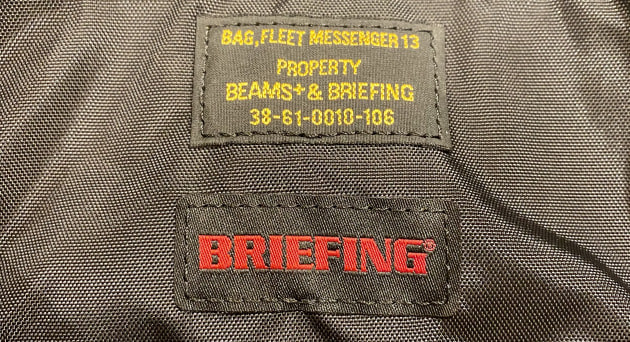 BAG, FLEET MESSENGER 13
PROPERTY
BEAMS+ & BRIEFING
38-61-0010-106
BRIEFING®